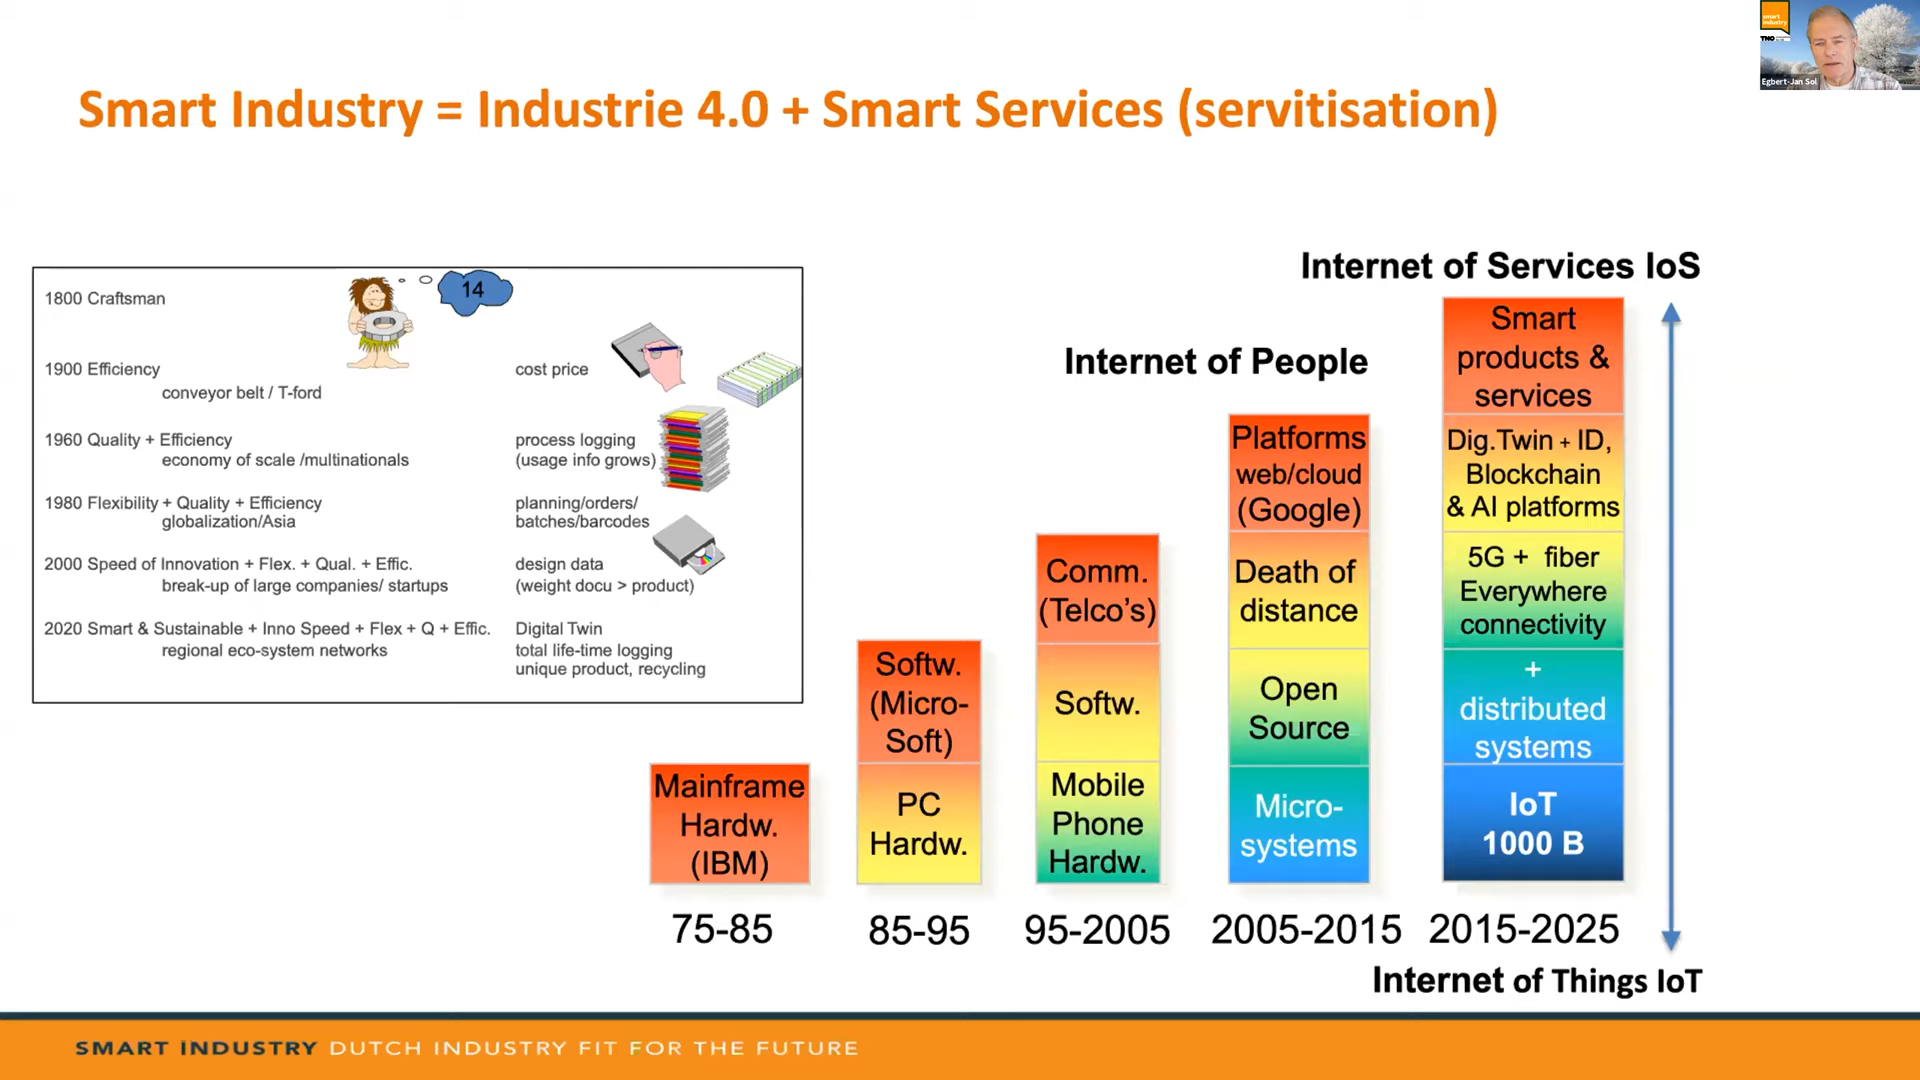 Smart Industry = Industrie 4.0 + Smart Services (servitisation)
smart
industry
TNO
Egbert-Jan Sol
1800 Craftsman
14
1900 Efficiency
cost price
conveyor belt / T-ford
1960 Quality + Efficiency
process logging
economy of scale /multinationals
(usage info grows)
1980 Flexibility + Quality + Efficiency
planning/orders/
globalization/Asia
batches/barcodes
2000 Speed of Innovation + Flex. + Qual. + Effic.
design data
break-up of large companies/ startups
(weight docu > product)
2020 Smart & Sustainable + Inno Speed + Flex + Q + Effic.
Digital Twin
regional eco-system networks
total life-time logging
unique product, recycling
Mainframe
Hardw.
(IBM)
75-85
Softw.
(Micro-
Soft)
PC
Hardw.
85-95
Comm.
(Telco's)
Softw.
Mobile
Phone
Hardw.
95-2005
Internet of People
Platforms
web/cloud
(Google)
Death of
distance
Open
Source
Micro-
systems
2005-2015
Internet of Services IoS
Smart
products &
services
Dig.Twin + ID,
Blockchain
& AI platforms
5G + fiber
Everywhere
connectivity
+
distributed
systems
IoT
1000 B
2015-2025
Internet of Things IoT
SMART INDUSTRY DUTCH INDUSTRY FIT FOR THE FUTURE